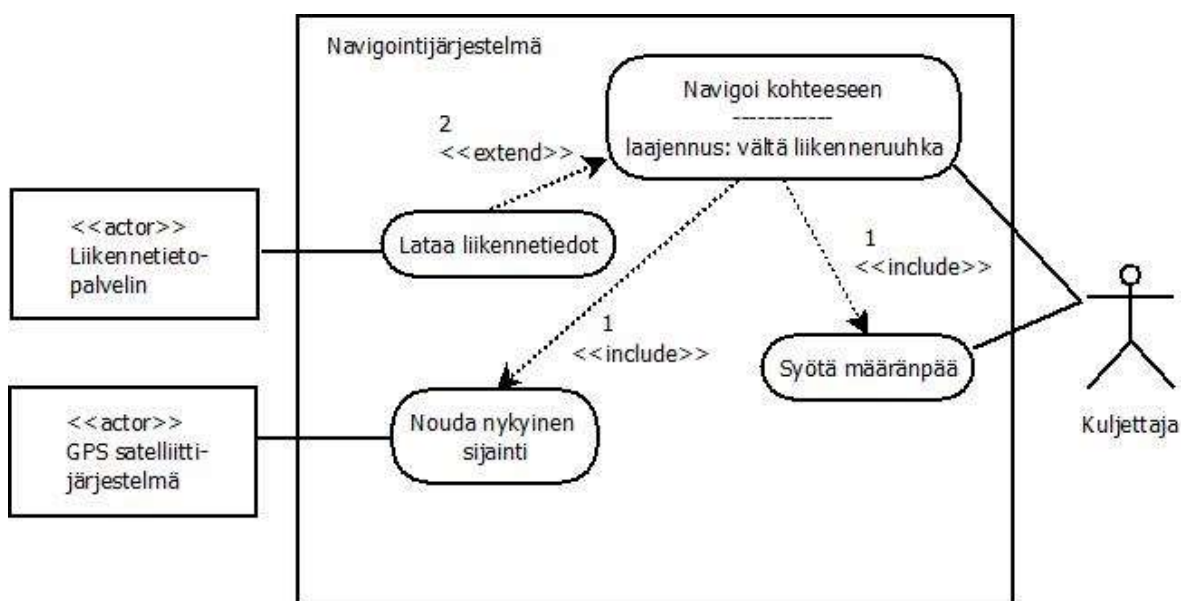 Navigointijärjestelmä
Navigoi kohteeseen
------------
laajennus: vältä liikenneruuhka
2
<<extend>>
<<actor>>
Liikennetieto-
palvelin
Lataa liikennetiedot
1
<<include>>
1
<<include>>
Syötä määränpää
<<actor>>
GPS satelliitti-
järjestelmä
Nouda nykyinen
sijainti
Kuljettaja